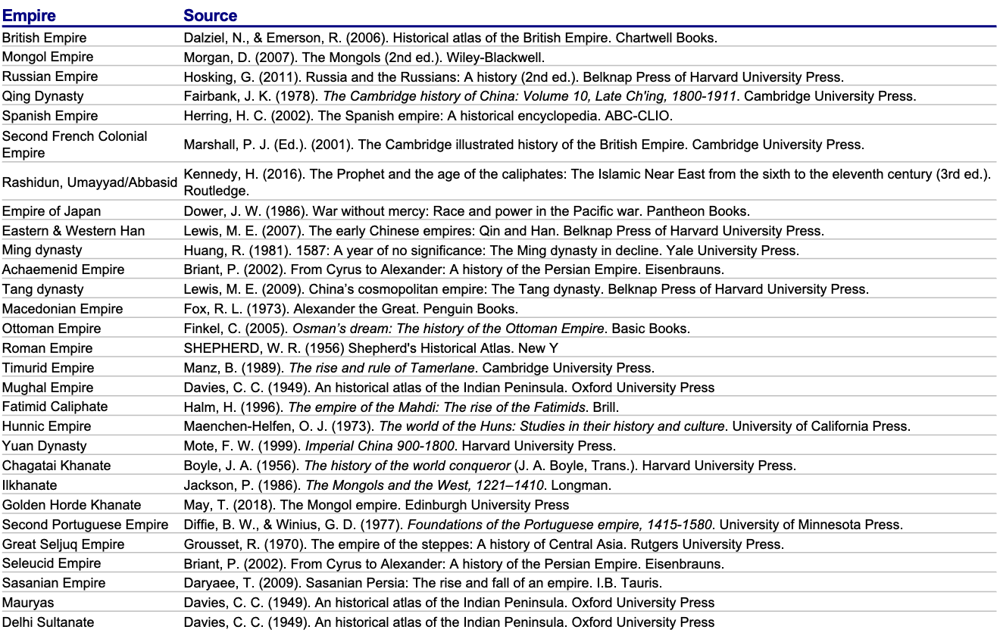 Empire Source
British Empire Dalziel, N., & Emerson, R. (2006). Historical atlas of the British Empire. Chartwell Books.
Mongol Empire Morgan, D. (2007). The Mongols (2nd ed.). Wiley-Blackwell.
Russian Empire Hosking, G. (2011). Russia and the Russians: A history (2nd ed.). Belknap Press of Harvard University Press.
Qing Dynasty Fairbank, J. K. (1978). The Cambridge history of China: Volume 10, Late Ch'ing, 1800-1911. Cambridge University Press.
Spanish Empire Herring, H. C. (2002). The Spanish empire: A historical encyclopedia. ABC-CLIO.
Second French Colonial
Empire Marshall, P. J. (Ed.). (2001). The Cambridge illustrated history of the British Empire. Cambridge University Press.
Rashidun, Umayyad/Abbasid Kennedy, H. (2016). The Prophet and the age of the caliphates: The Islamic Near East from the sixth to the eleventh century (3rd ed.).
Routledge.
Empire of Japan Dower, J. W. (1986). War without mercy: Race and power in the Pacific war. Pantheon Books.
Eastern & Western Han Lewis, M. E. (2007). The early Chinese empires: Qin and Han. Belknap Press of Harvard University Press.
Ming dynasty Huang, R. (1981). 1587: A year of no significance: The Ming dynasty in decline. Yale University Press.
Achaemenid Empire Briant, P. (2002). From Cyrus to Alexander: A history of the Persian Empire. Eisenbrauns.
Tang dynasty Lewis, M. E. (2009). China’s cosmopolitan empire: The Tang dynasty. Belknap Press of Harvard University Press.
Macedonian Empire Fox, R. L. (1973). Alexander the Great. Penguin Books.
Ottoman Empire Finkel, C. (2005). Osman’s dream: The history of the Ottoman Empire. Basic Books.
Roman Empire SHEPHERD, W. R. (1956) Shepherd's Historical Atlas. New Y
Timurid Empire Manz, B. (1989). The rise and rule of Tamerlane. Cambridge University Press.
Mughal Empire Davies, C. C. (1949). An historical atlas of the Indian Peninsula. Oxford University Press
Fatimid Caliphate Halm, H. (1996). The empire of the Mahdi: The rise of the Fatimids. Brill.
Hunnic Empire Maenchen-Helfen, O. J. (1973). The world of the Huns: Studies in their history and culture. University of California Press.
Yuan Dynasty Mote, F. W. (1999). Imperial China 900-1800. Harvard University Press.
Chagatai Khanate Boyle, J. A. (1956). The history of the world conqueror (J. A. Boyle, Trans.). Harvard University Press.
Ilkhanate Jackson, P. (1986). The Mongols and the West, 1221–1410. Longman.
Golden Horde Khanate May, T. (2018). The Mongol empire. Edinburgh University Press
Second Portuguese Empire Diffie, B. W., & Winius, G. D. (1977). Foundations of the Portuguese empire, 1415-1580. University of Minnesota Press.
Great Seljuq Empire Grousset, R. (1970). The empire of the steppes: A history of Central Asia. Rutgers University Press.
Seleucid Empire Briant, P. (2002). From Cyrus to Alexander: A history of the Persian Empire. Eisenbrauns.
Sasanian Empire Daryaee, T. (2009). Sasanian Persia: The rise and fall of an empire. I.B. Tauris.
Mauryas Davies, C. C. (1949). An historical atlas of the Indian Peninsula. Oxford University Press
Delhi Sultanate Davies, C. C. (1949). An historical atlas of the Indian Peninsula. Oxford University Press